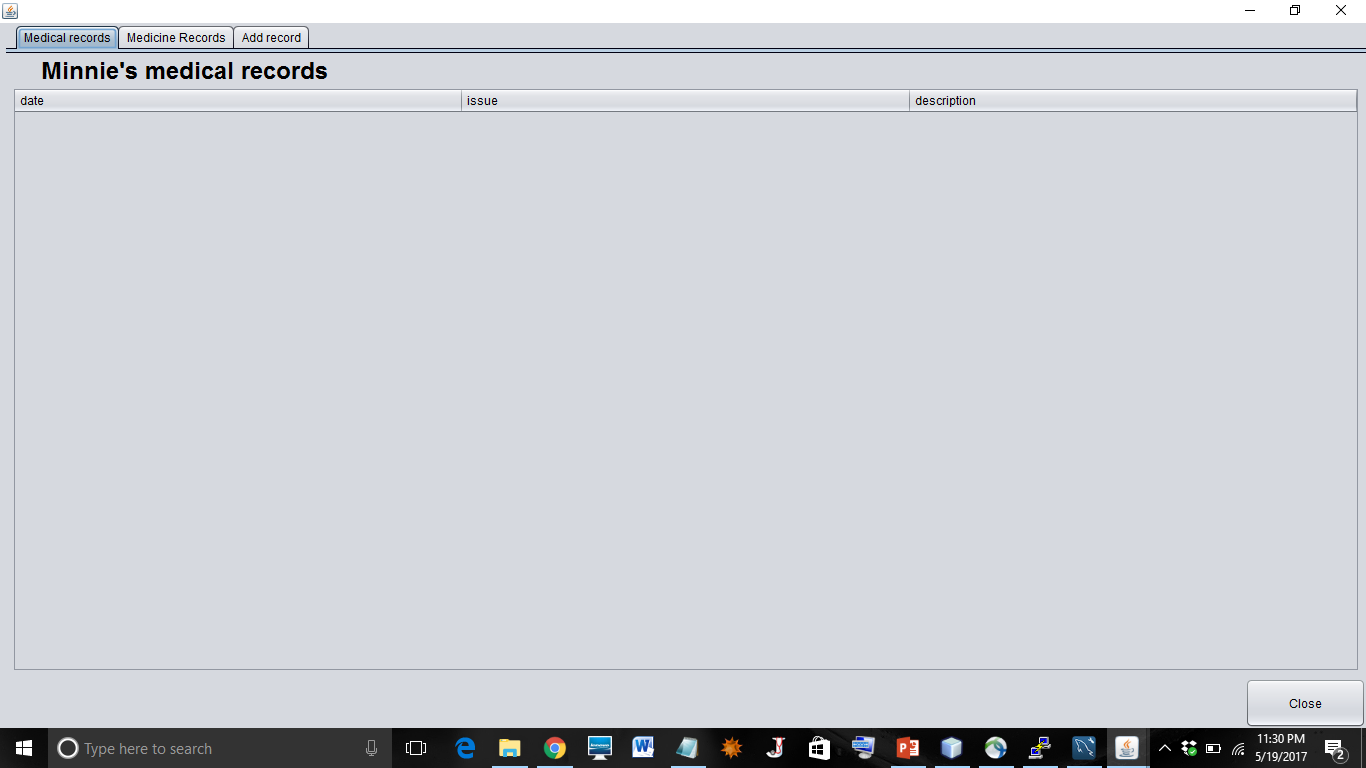 Medical records Medicine Records Add record
Minnie's medical records
date issue description
Close
Type here to search
11:30 PM
5/19/2017
2